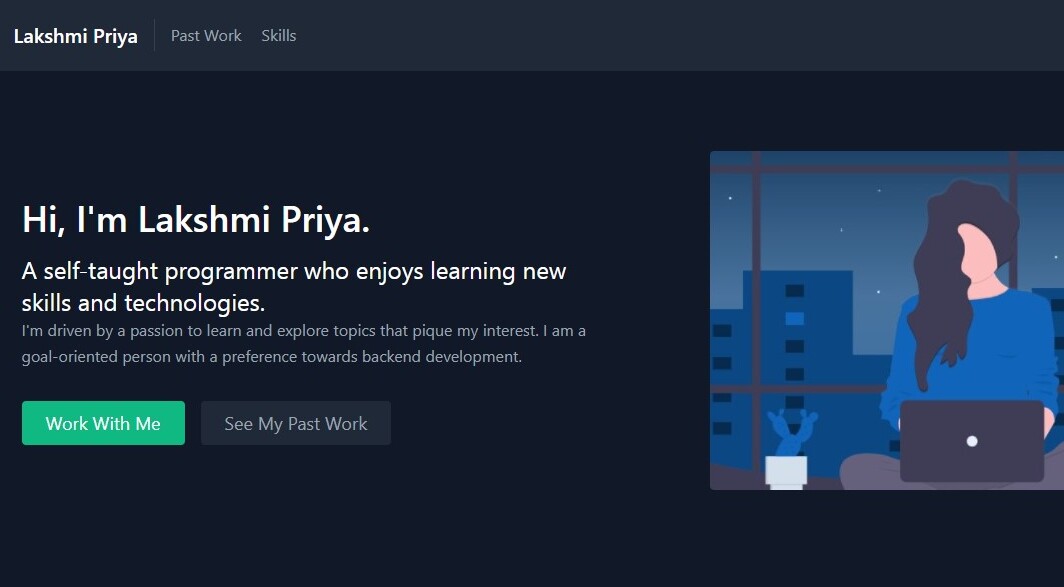 Lakshmi Priya
Past Work
Skills
Hi, I'm Lakshmi Priya.
A self-taught programmer who enjoys learning new
skills and technologies.
I'm driven by a passion to learn and explore topics that pique my interest. I am a
goal-oriented person with a preference towards backend development.
Work With Me
See My Past Work